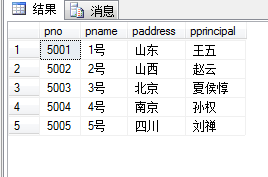 结果 消息
pno pname paddress pprincipal
1 5001 1号 山东 王五
2 5002 2号 山西 赵云
3 5003 3号 北京 夏侯惇
4 5004 4号 南京 孙权
5 5005 5号 四川 刘禅